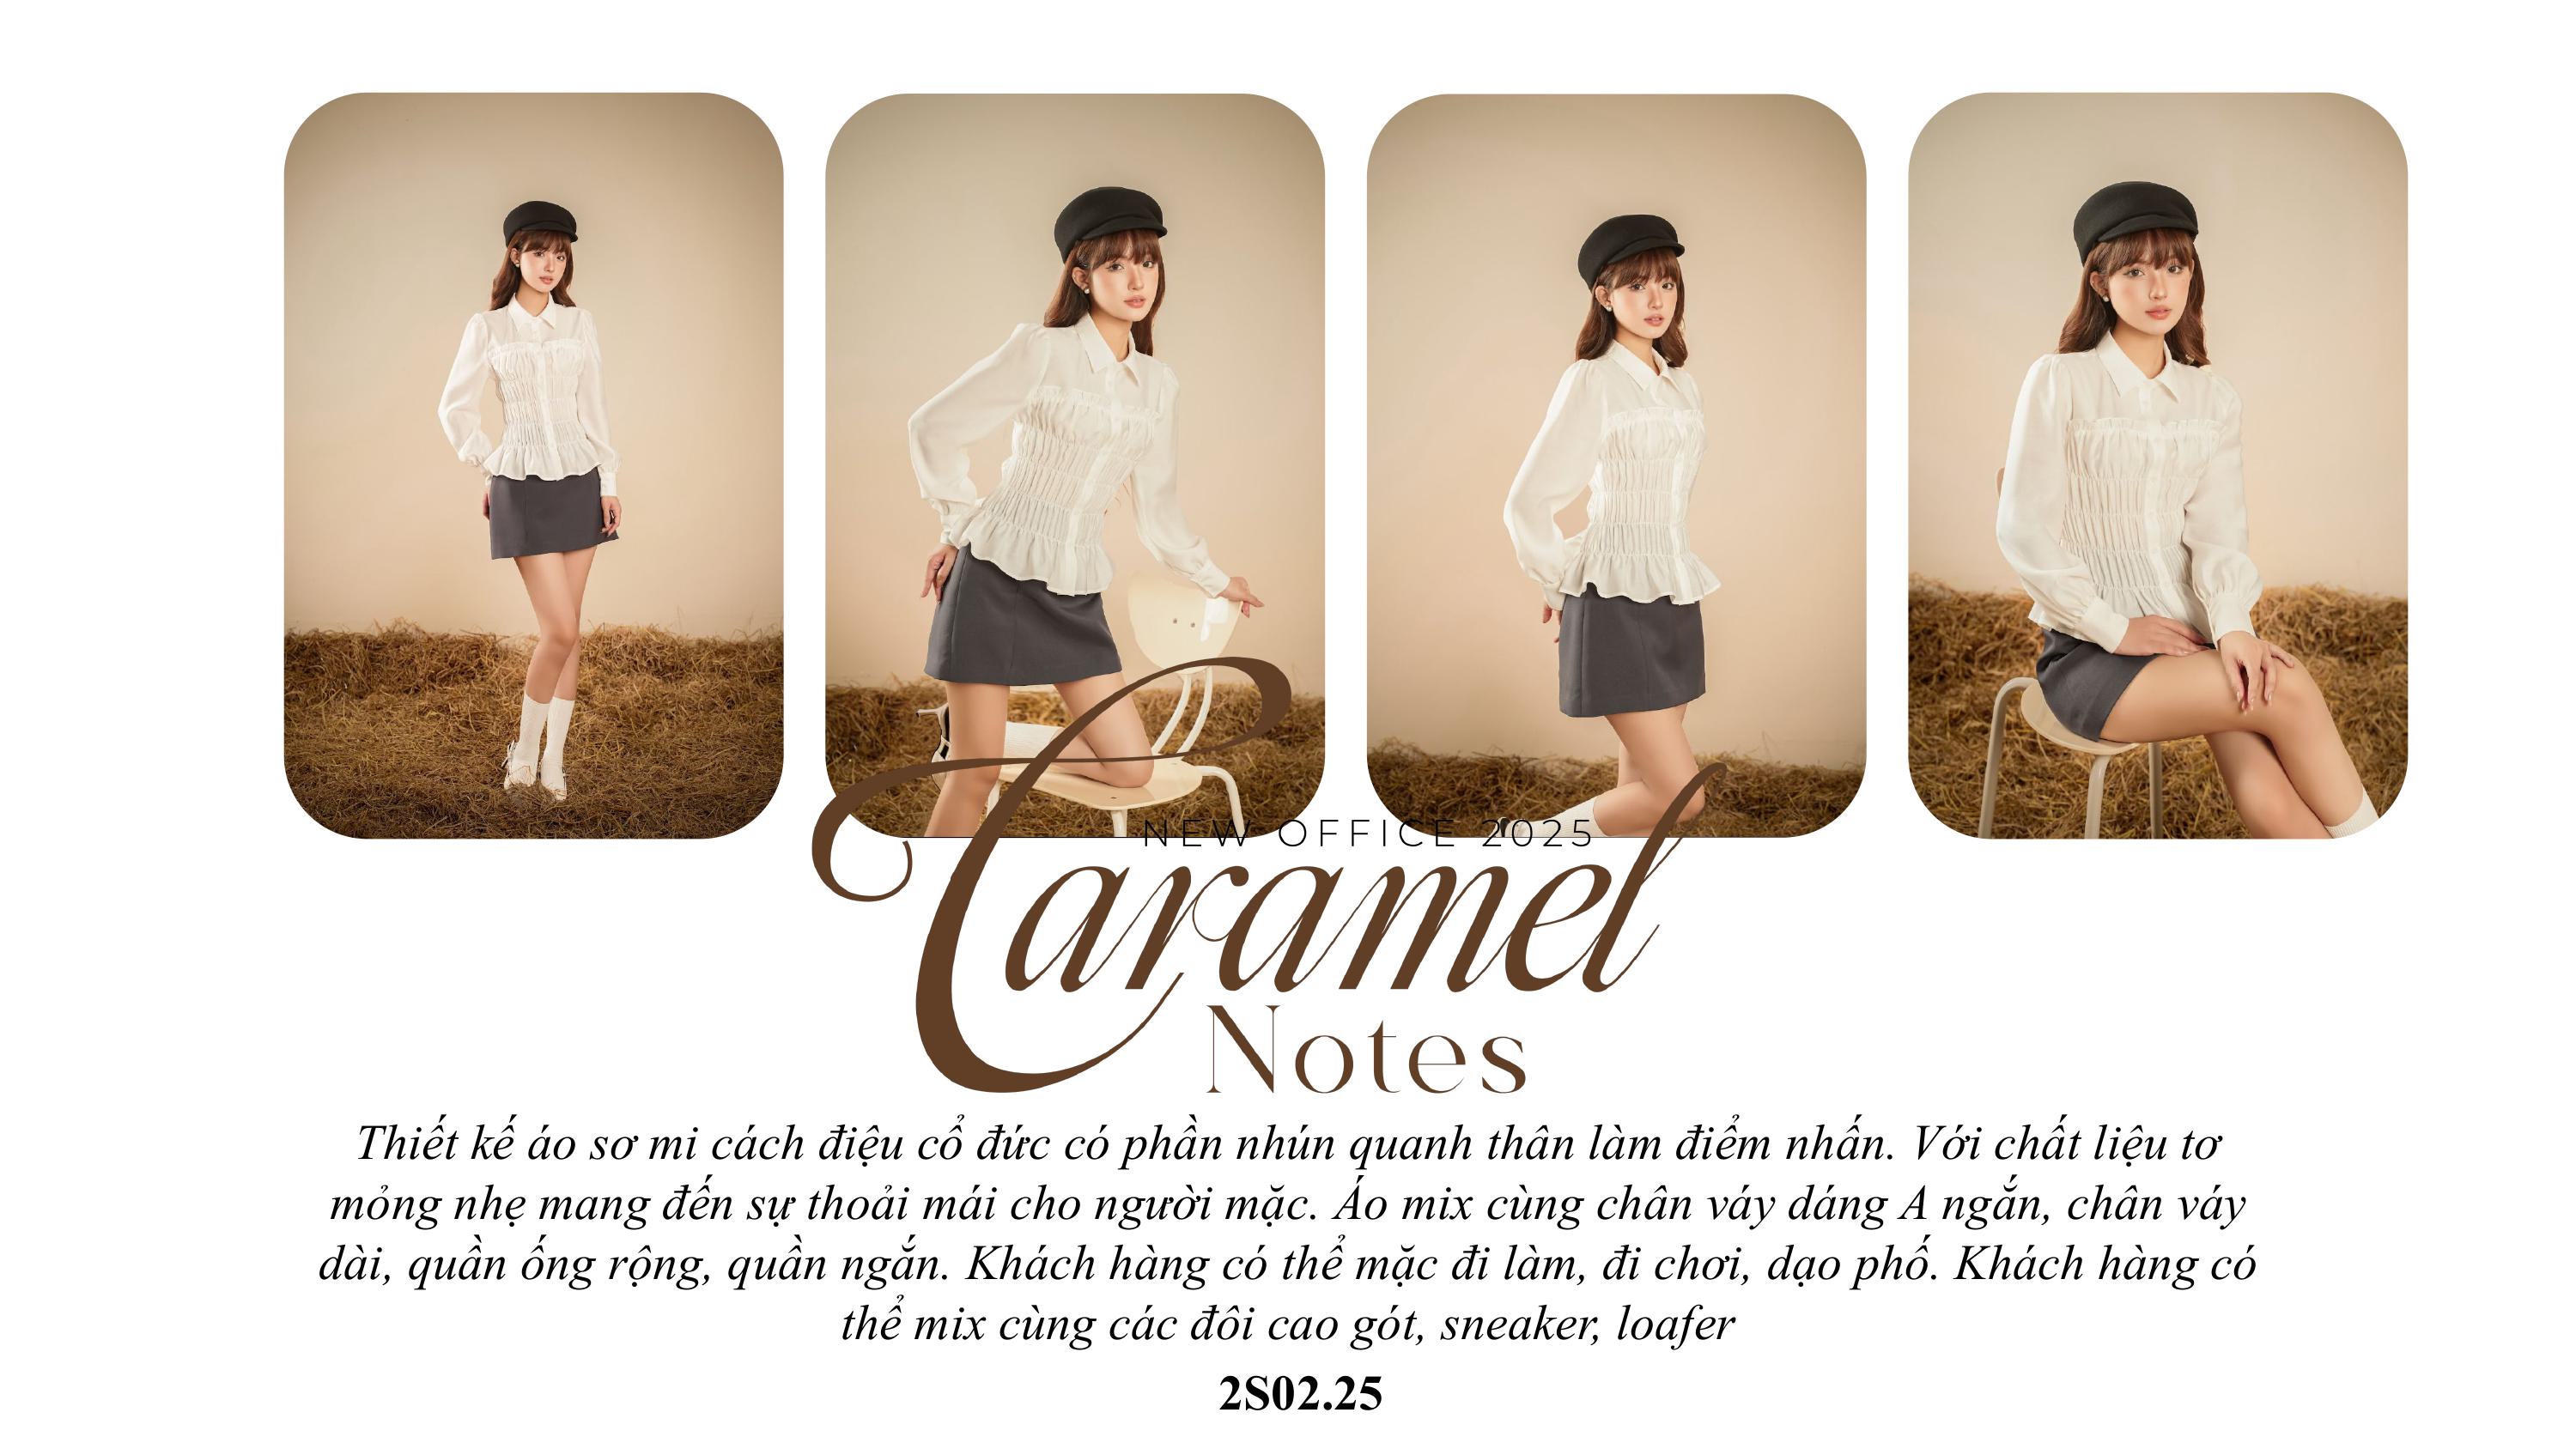 NEW OFFICE 2025
Caramel
Notes
Thiết kế áo sơ mi cách điệu cổ đức có phần nhún quanh thân làm điểm nhấn. Với chất liệu tơ
mỏng nhẹ mang đến sự thoải mái cho người mặc. Áo mix cùng chân váy dáng A ngắn, chân váy
dài, quần ống rộng, quần ngắn. Khách hàng có thể mặc đi làm, đi chơi, dạo phố. Khách hàng có
thể mix cùng các đôi cao gót, sneaker, loafer
2S02.25